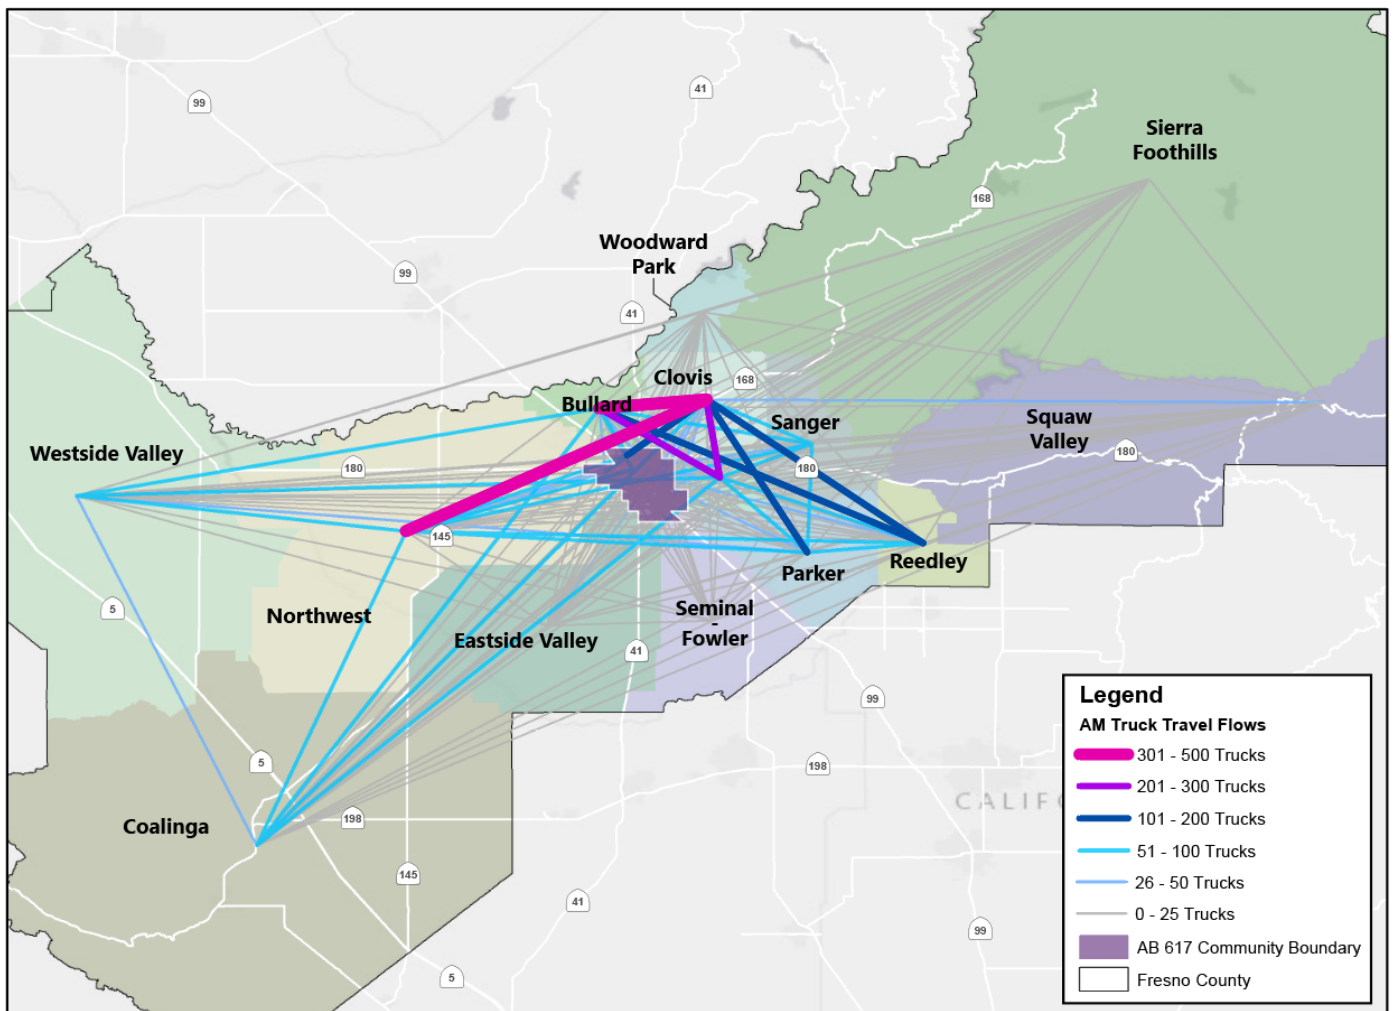 99
41
Sierra
Foothills
168
Woodward
Park
99
41
Clovis
168
Bullard
Sanger
Squaw
Valley
Westside Valley
180
180
180
145
Reedley
Parker
5
Northwest
Seminal
-
Fowler
Eastside Valley
41
99
5
198
Coalinga
198
145
41
99
5
CALIFO
Legend
AM Truck Travel Flows
301 - 500 Trucks
201 - 300 Trucks
101 - 200 Trucks
51 - 100 Trucks
26 - 50 Trucks
0 - 25 Trucks
AB 617 Community Boundary
Fresno County